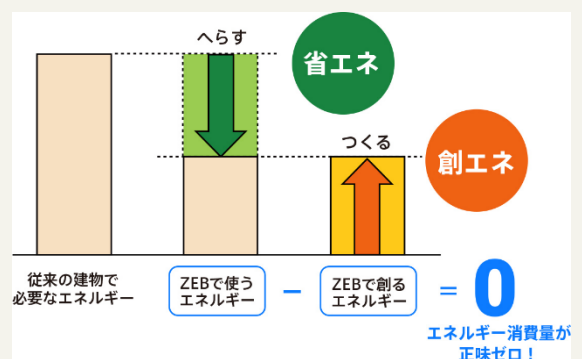 へらす
省エネ
つくる
創エネ
従来の建物で
必要なエネルギー
ZEBで使う
エネルギー
−
ZEBで創る
エネルギー
=
0
エネルギー消費量が
正味ゼロ！